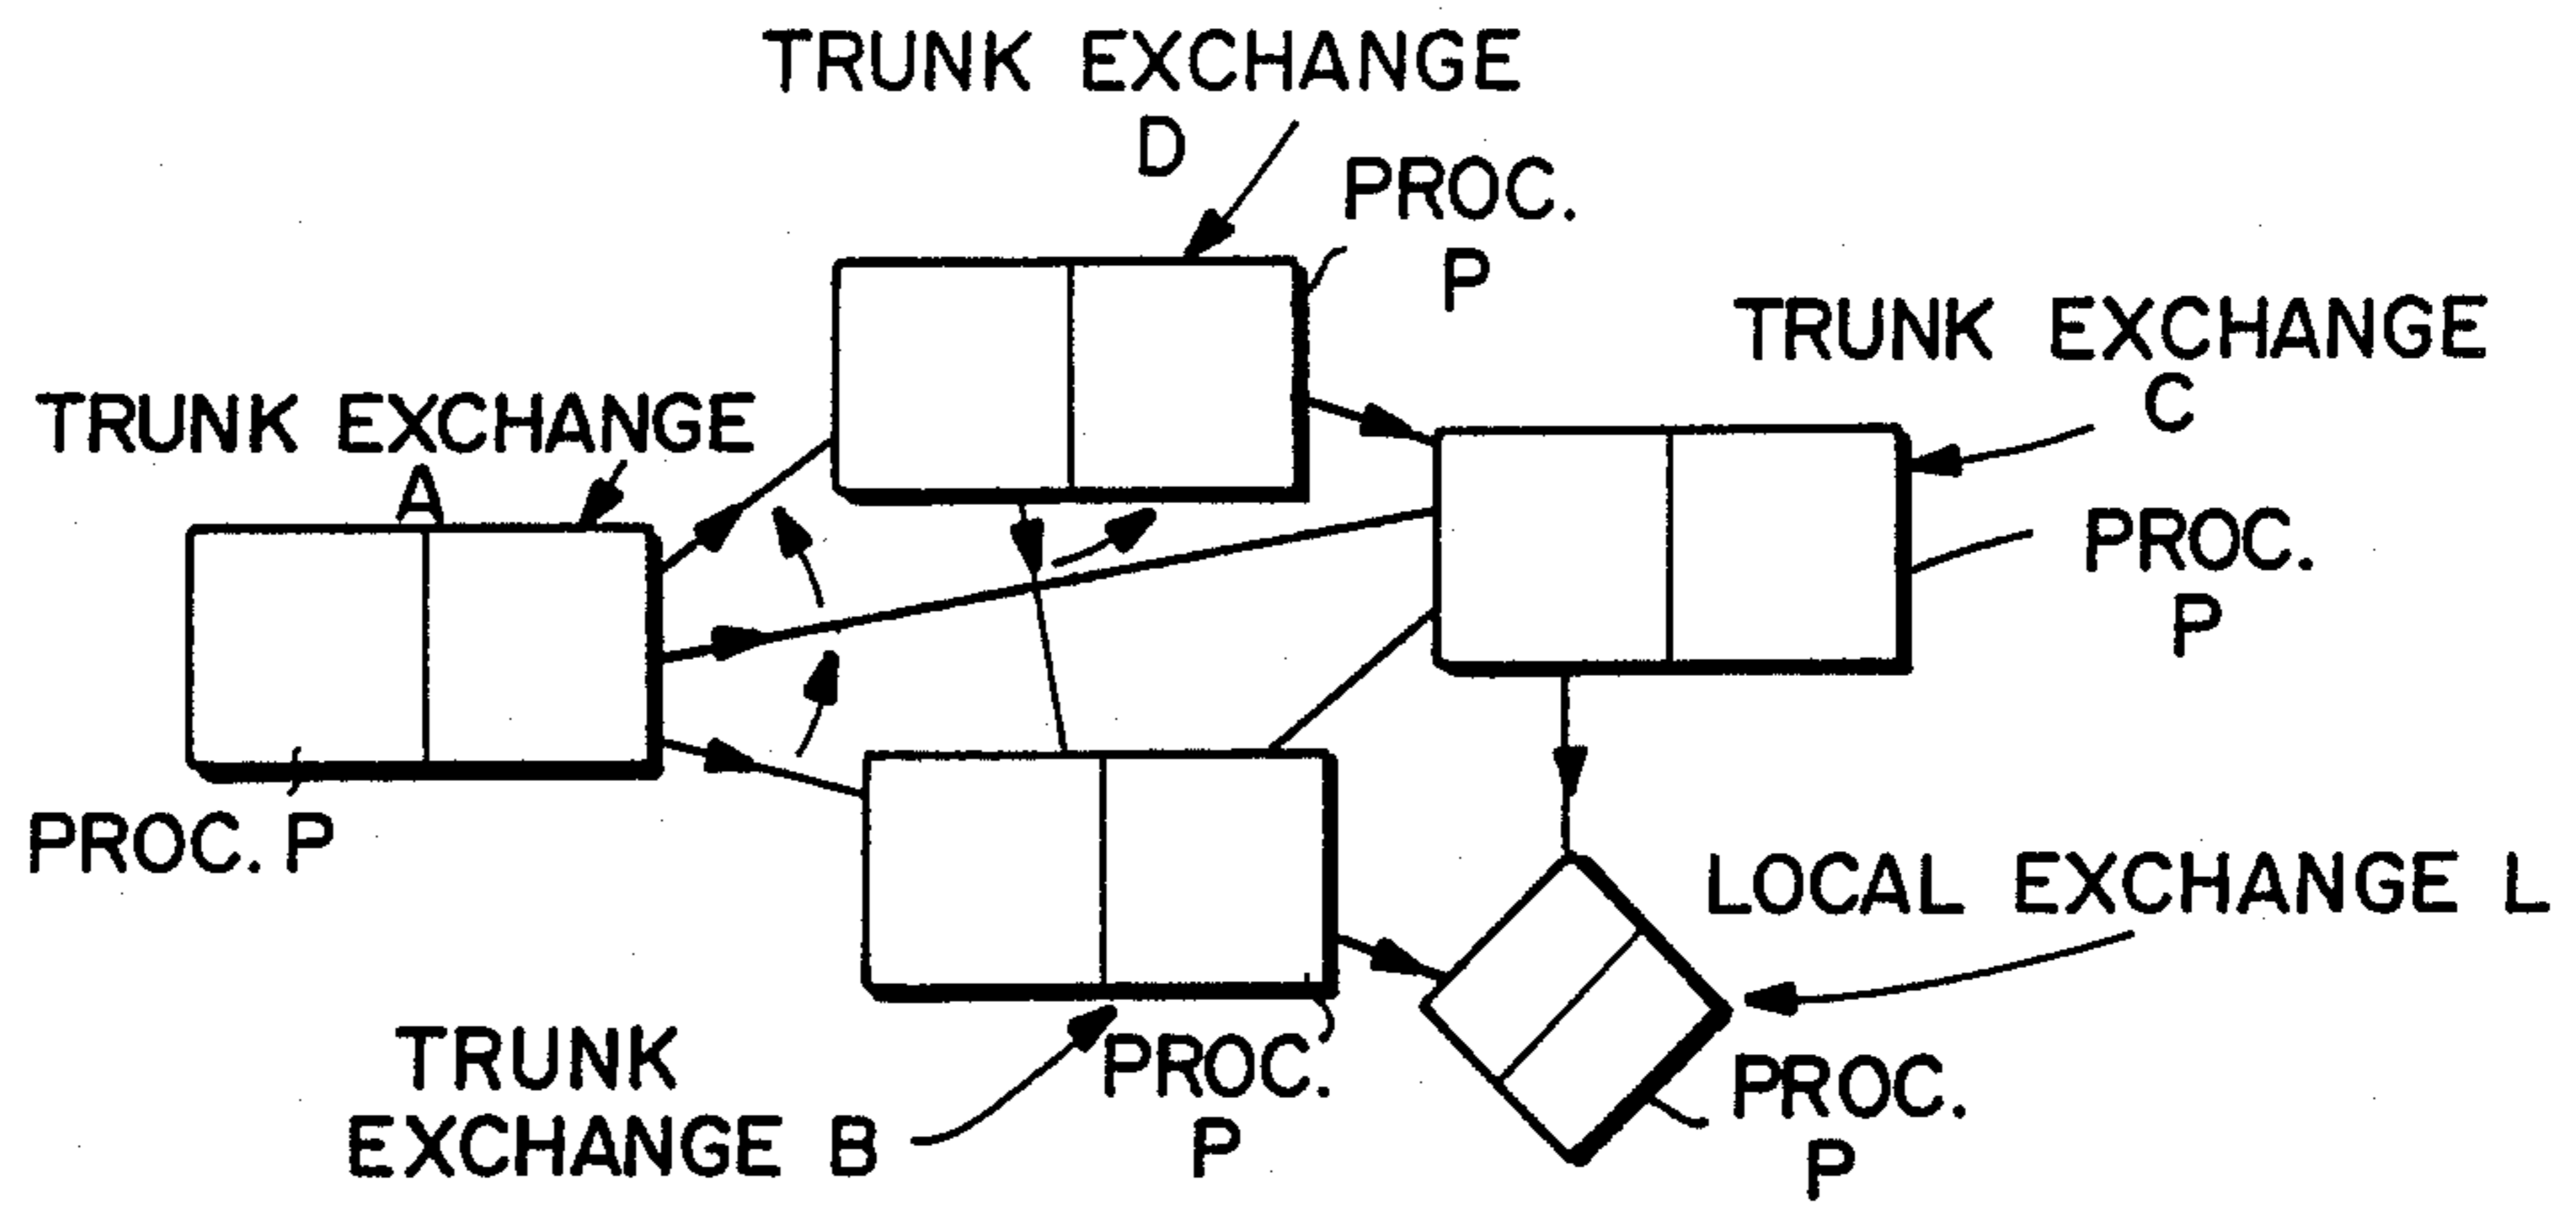 TRUNK EXCHANGE
D
PROC.
P
TRUNK EXCHANGE
C
TRUNK EXCHANGE
A
PROC.
P
PROC. P
LOCAL EXCHANGE L
TRUNK
EXCHANGE B
PROC.
P
PROC.
P